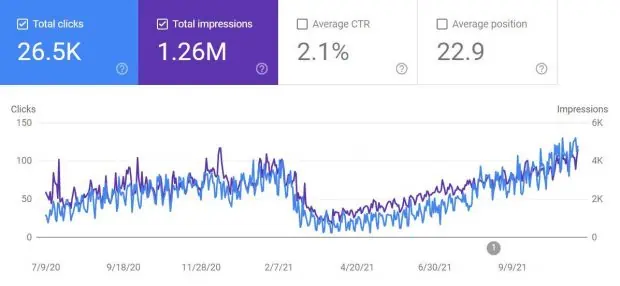 Total clicks Total impressions Average CTR Average position
26.5K 1.26M 2.1% 22.9
Clicks Impressions
150 6K
100 4K
50 2K
0 0
1
7/9/20 9/18/20 11/28/20 2/7/21 4/20/21 6/30/21 9/9/21